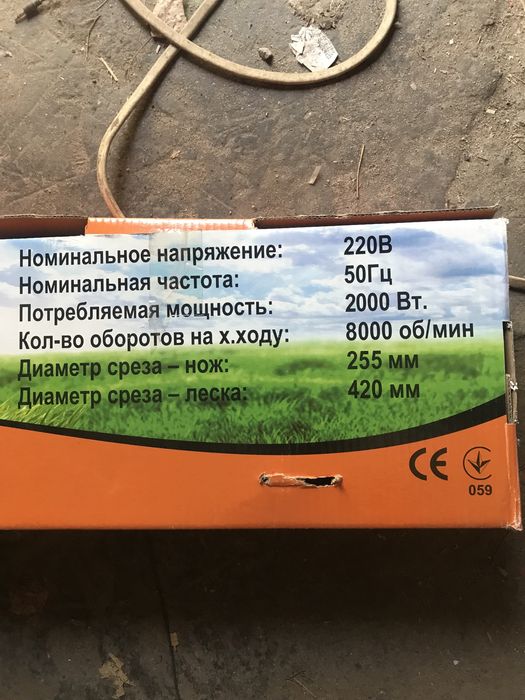 Номинальное напряжение: 220В
Номинальная частота: 50Гц
Потребляемая мощность: 2000 Вт.
Кол-во оборотов на х.ходу: 8000 об/мин
Диаметр среза – нож: 255 мм
Диаметр среза – леска: 420 мм
CE
059